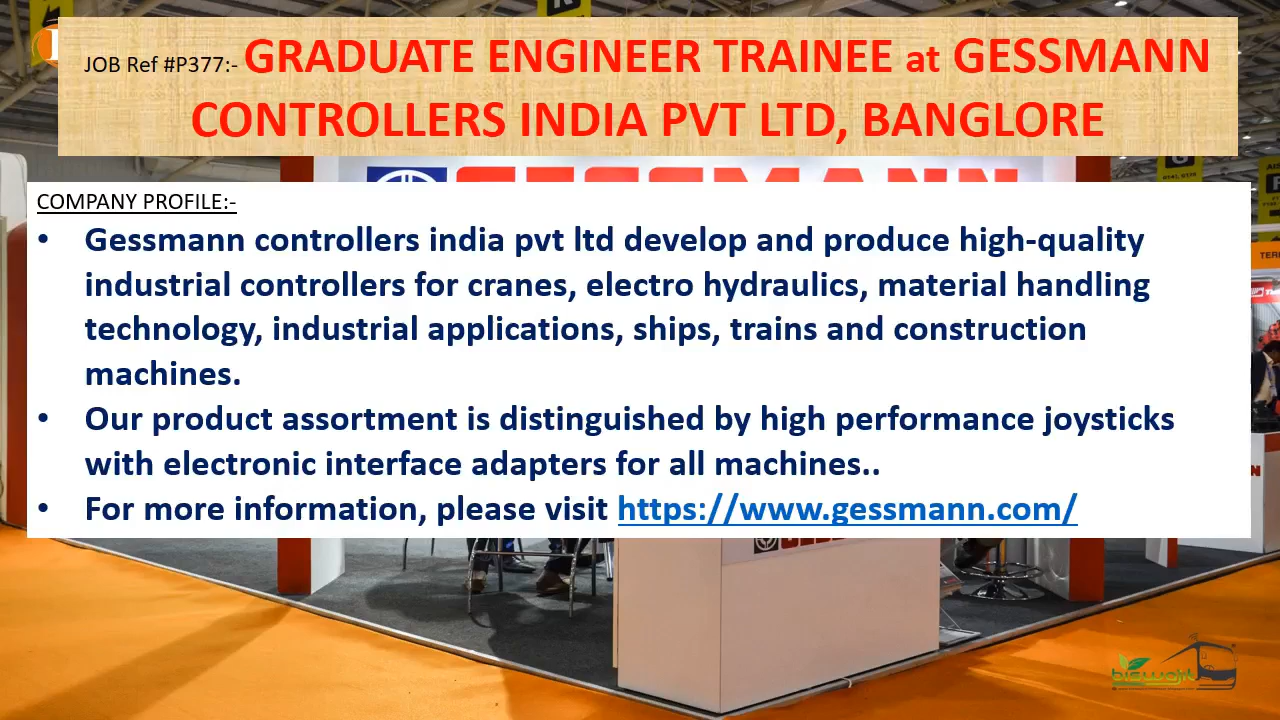 JOB Ref #P377:- GRADUATE ENGINEER TRAINEE at GESSMANN
CONTROLLERS INDIA PVT LTD, BANGLORE
GESSMANN
COMPANY PROFILE:-
• Gessmann controllers india pvt ltd develop and produce high-quality
industrial controllers for cranes, electro hydraulics, material handling
technology, industrial applications, ships, trains and construction
machines.
• Our product assortment is distinguished by high performance joysticks
with electronic interface adapters for all machines..
• For more information, please visit https://www.gessmann.com/
biswajit